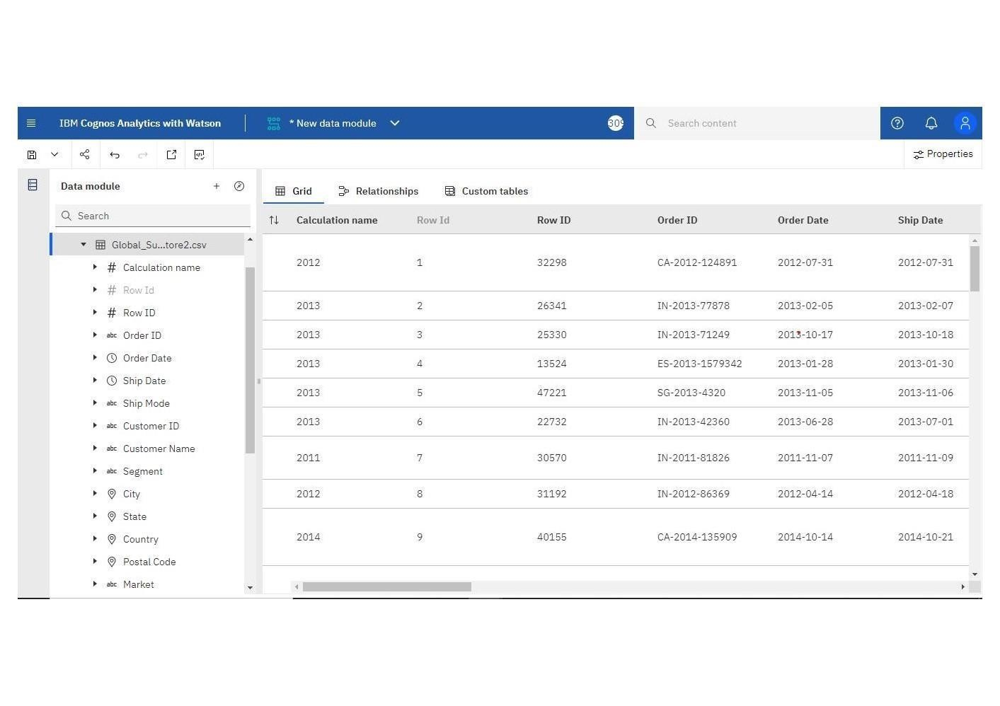 IBM Cognos Analytics with Watson
* New data module
309
Search content
Properties
Data module
Search
Grid
Relationships
Custom tables
Global_Su...tore2.csv
# Calculation name
# Row Id
# Row ID
abc Order ID
Order Date
Ship Date
abc Ship Mode
abc Customer ID
abc Customer Name
abc Segment
City
State
Country
Postal Code
abc Market
Calculation name Row Id Row ID Order ID Order Date Ship Date
2012 1 32298 CA-2012-124891 2012-07-31 2012-07-31
2013 2 26341 IN-2013-77878 2013-02-05 2013-02-07
2013 3 25330 IN-2013-71249 2013-10-17 2013-10-18
2013 4 13524 ES-2013-1579342 2013-01-28 2013-01-30
2013 5 47221 SG-2013-4320 2013-11-05 2013-11-06
2013 6 22732 IN-2013-42360 2013-06-28 2013-07-01
2011 7 30570 IN-2011-81826 2011-11-07 2011-11-09
2012 8 31192 IN-2012-86369 2012-04-14 2012-04-18
2014 9 40155 CA-2014-135909 2014-10-14 2014-10-21